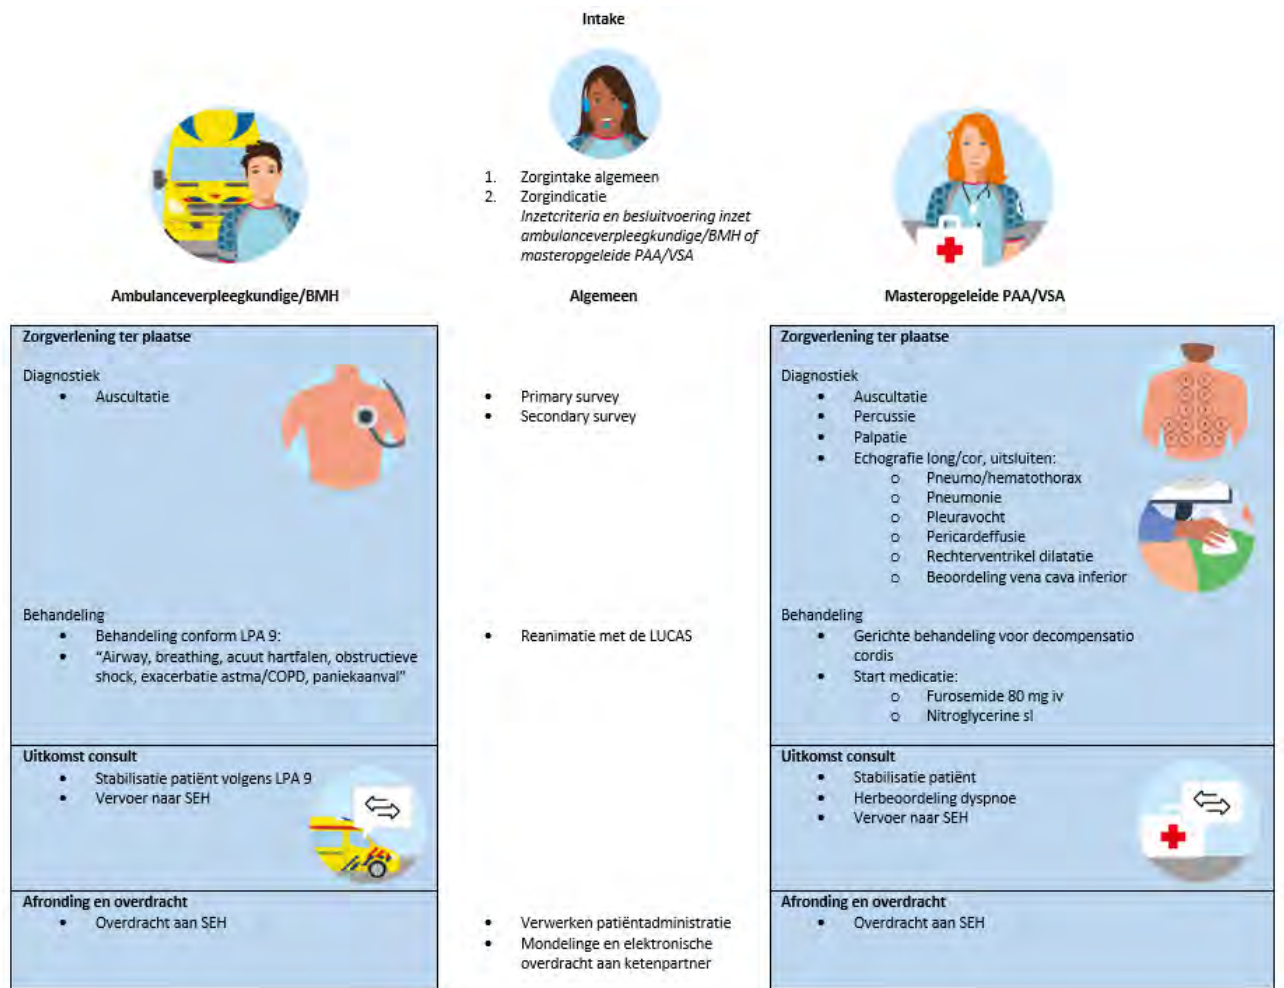 Intake
1. Zorgintake algemeen
2. Zorgindicatie
Inzetcriteria en besluitvoering inzet
ambulanceverpleegkundige/BMH of
masteropgeleide PAA/VSA
Ambulanceverpleegkundige/BMH
Algemeen
Masteropgeleide PAA/VSA
Zorgverlening ter plaatse
Diagnostiek
• Auscultatie
Behandeling
• Behandeling conform LPA 9:
• “Airway, breathing, acuut hartfalen, obstructieve
shock, exacerbatie astma/COPD, paniekaanval”
Uitkomst consult
• Stabilisatie patiënt volgens LPA 9
• Vervoer naar SEH
Afronding en overdracht
• Overdracht aan SEH
• Primary survey
• Secondary survey
• Reanimatie met de LUCAS
• Verwerken patiëntadministratie
• Mondelinge en elektronische
overdracht aan ketenpartner
Zorgverlening ter plaatse
Diagnostiek
• Auscultatie
• Percussie
• Palpatie
• Echografie long/cor, uitsluiten:
o Pneumo/hematothorax
o Pneumonie
o Pleuravocht
o Pericardeffusie
o Rechterventrikel dilatatie
o Beoordeling vena cava inferior
Behandeling
• Gerichte behandeling voor decompensatio
cordis
• Start medicatie:
o Furosemide 80 mg iv
o Nitroglycerine sl
Uitkomst consult
• Stabilisatie patiënt
• Herbeoordeling dyspnoe
• Vervoer naar SEH
Afronding en overdracht
• Overdracht aan SEH